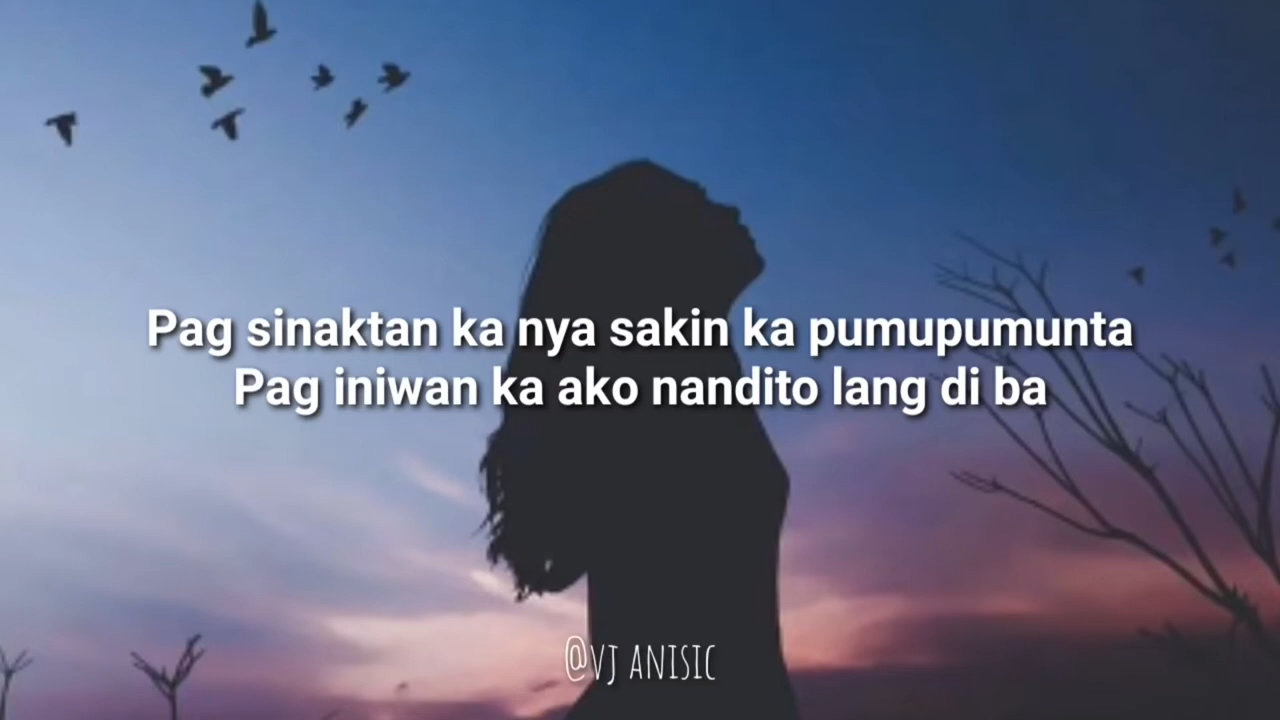 Pag sinaktan ka nya sakin ka pumupumunta
Pag iniwan ka ako nandito lang di ba
@VJ ANISIC